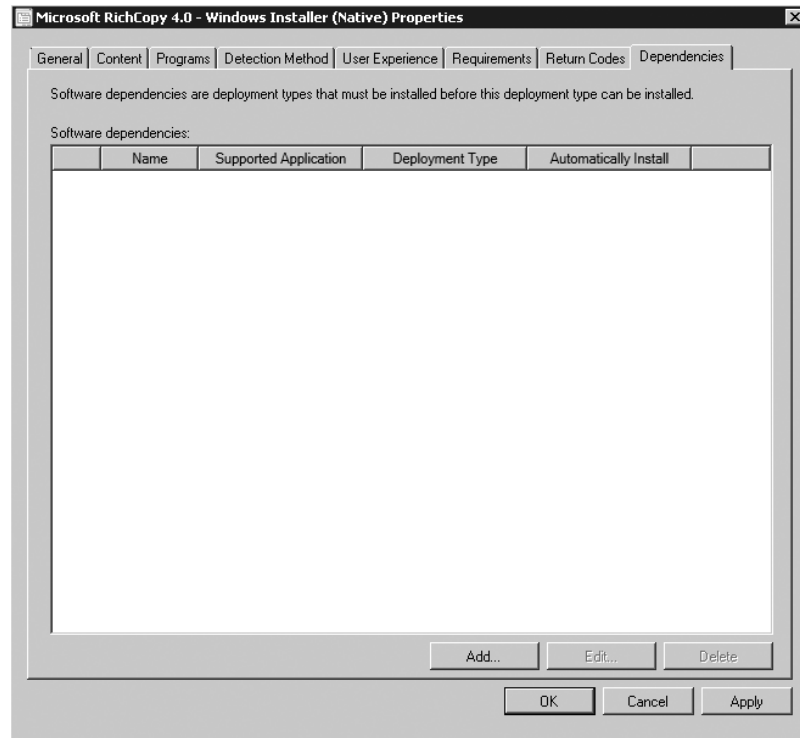 Microsoft RichCopy 4.0 - Windows Installer (Native) Properties
General Content Programs Detection Method User Experience Requirements Return Codes Dependencies
Software dependencies are deployment types that must be installed before this deployment type can be installed.
Software dependencies:
Name Supported Application Deployment Type Automatically Install
Add... Edit... Delete
OK Cancel Apply